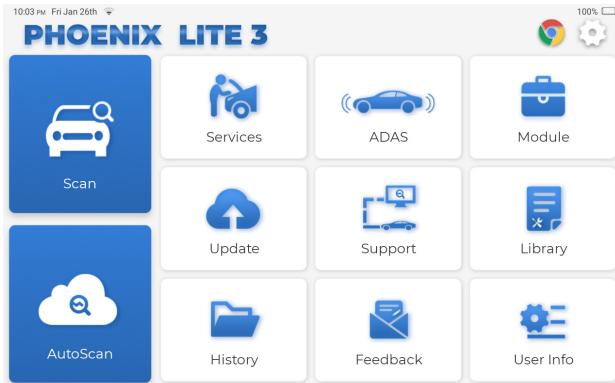 10:03 PM Fri Jan 26th
100%
PHOENIX LITE 3
Scan
Services
ADAS
Module
Update
Support
Library
AutoScan
History
Feedback
User Info